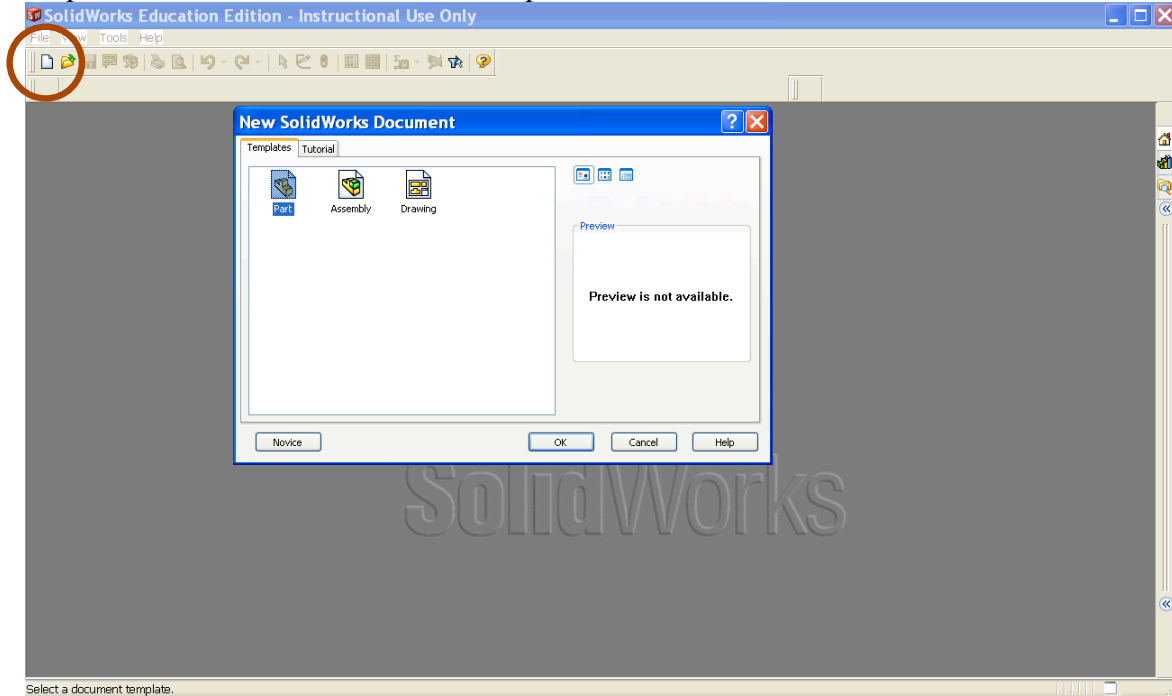 SolidWorks Education Edition - Instructional Use Only
File View Tools Help
New SolidWorks Document
Templates Tutorial
Part Assembly Drawing
Preview
Preview is not available.
Novice OK Cancel Help
SolidWorks
Select a document template.